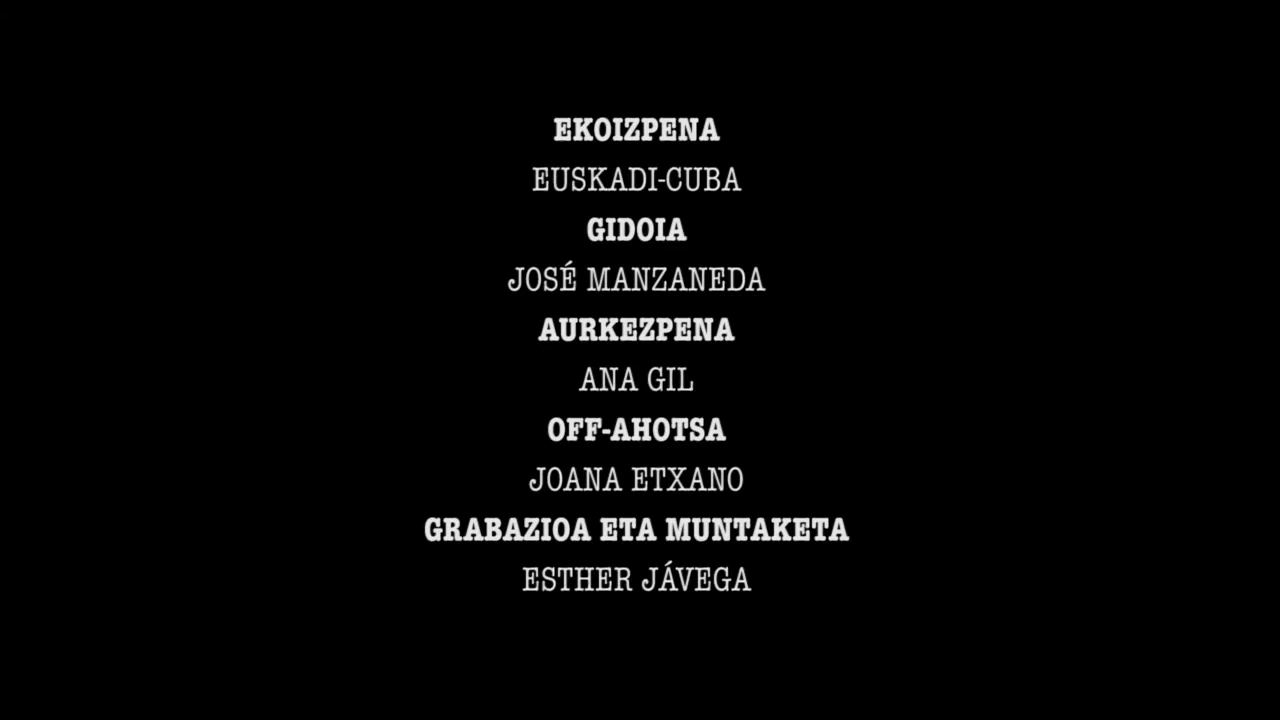 EKOIZPENA
EUSKADI-CUBA
GIDOIA
JOSÉ MANZANEDA
AURKEZPENA
ANA GIL
OFF-AHOTSA
JOANA ETXANO
GRABAZIOA ETA MUNTAKETA
ESTHER JÁVEGA